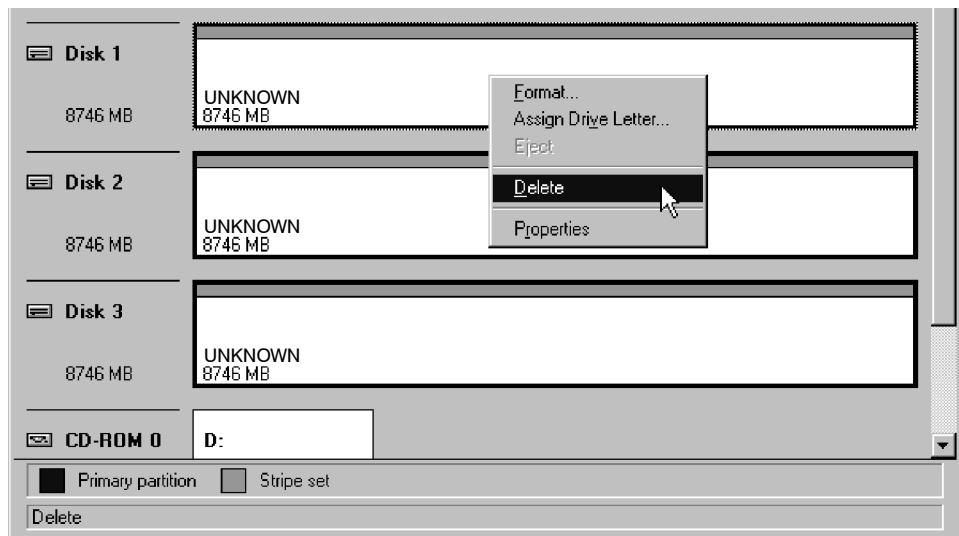 Disk 1
8746 MB
UNKNOWN
8746 MB
Format...
Assign Drive Letter...
Eject
Delete
Properties
Disk 2
8746 MB
UNKNOWN
8746 MB
Disk 3
8746 MB
UNKNOWN
8746 MB
CD-ROM 0
D:
Primary partition Stripe set
Delete